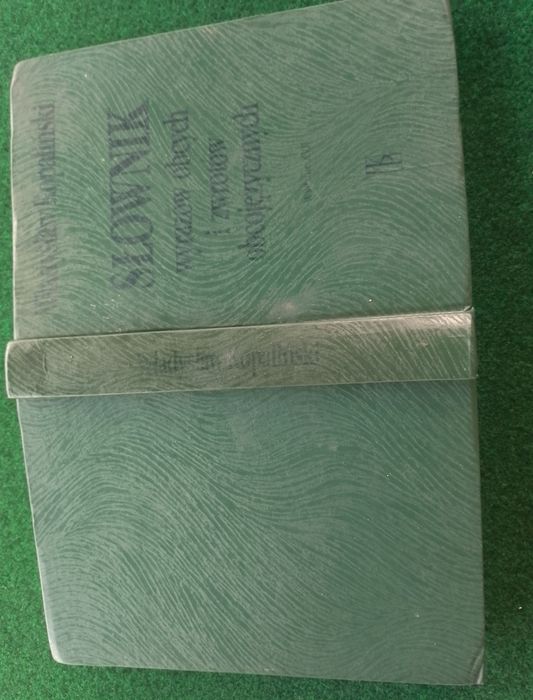 Władysław Kopaliński
SŁOWNIK
wyrazów obcych
i zwrotów
obcojęzycznych
Władysław Kopaliński